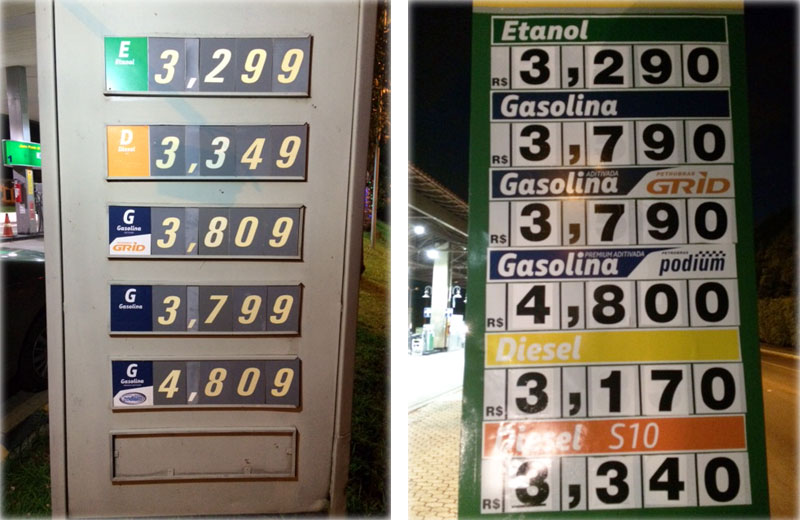 E
Etanol
3,299
D
Diesel
3,349
G
Gasolina
GRID
3,809
G
Gasolina
3,799
G
Gasolina
4,809
Etanol
R$ 3,290
Gasolina
R$ 3,790
ADITIVADA
Gasolina
PETROBRAS
GRID
R$ 3,790
PREMIUM ADITIVADA
Gasolina
PETROBRAS
podium
R$ 4,800
Diesel
R$ 3,170
Diesel S10
R$ 3,340